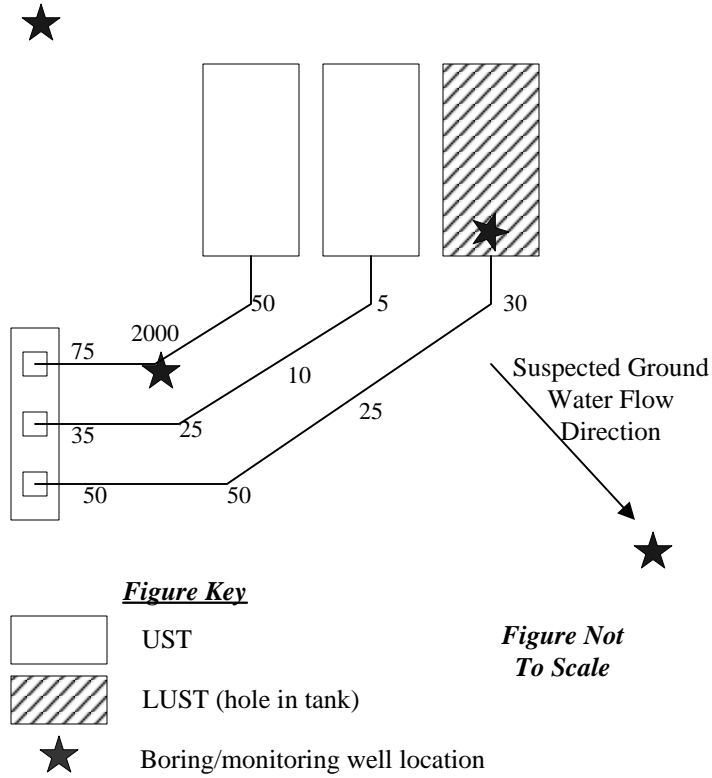 50
5
30
2000
75
10
Suspected Ground
Water Flow
Direction
25
35
25
50
50
Figure Key
UST
Figure Not
To Scale
LUST (hole in tank)
Boring/monitoring well location